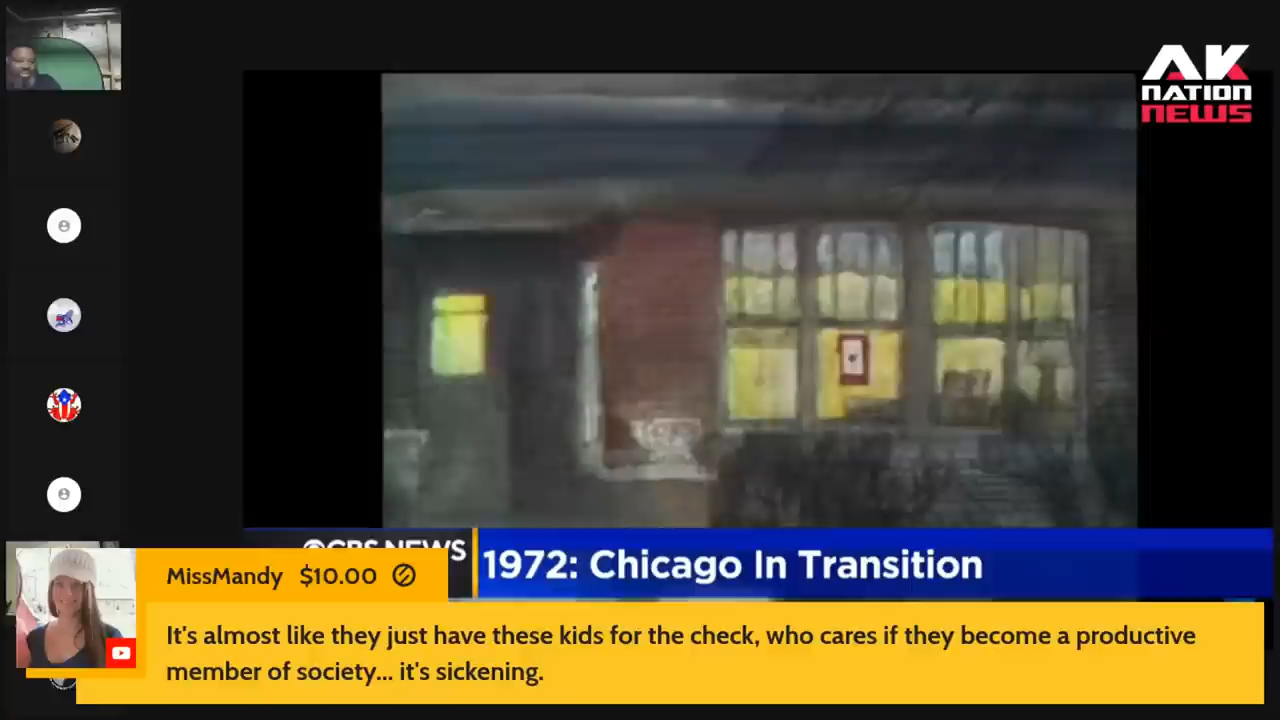 AK
NATION
NEWS
CBS NEWS
1972: Chicago In Transition
MissMandy $10.00
It's almost like they just have these kids for the check, who cares if they become a productive
member of society... it's sickening.